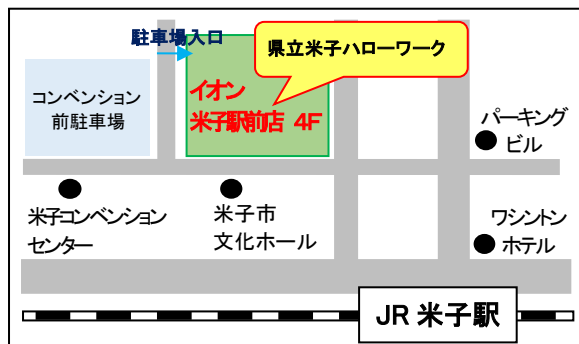 駐車場入口
県立米子ハローワーク
コンベンション
前駐車場
イオン
米子駅前店 4F
パーキング
ビル
米子コンベンション
センター
米子市
文化ホール
ワシントン
ホテル
JR 米子駅